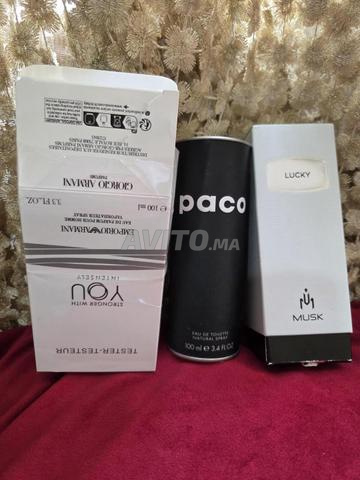 TESTER-TESTEUR
STRONGER WITH
YOU
INTENSELY
EMPORIO ARMANI
EAU DE PARFUM POUR HOMME
VAPORISATEUR SPRAY
e 100 ml 3.3 FL.OZ.
GIORGIO ARMANI
PARFUMS
paco
EAU DE TOILETTE
NATURAL SPRAY
100 ml e 3.4 FL OZ
LUCKY
MUSK
AVITO.ma